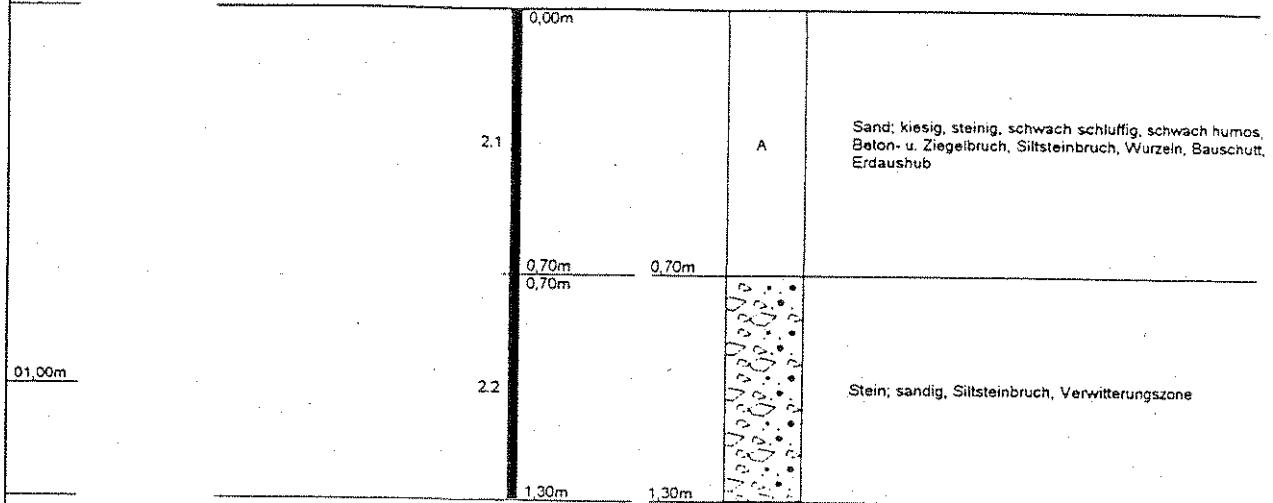 0,00m
2.1
A
Sand; kiesig, steinig, schwach schluffig, schwach humos,
Beton- u. Ziegelbruch, Siltsteinbruch, Wurzeln, Bauschutt,
Erdaushub
0,70m
0,70m
0,70m
01,00m
2.2
Stein; sandig, Siltsteinbruch, Verwitterungszone
1,30m
1,30m